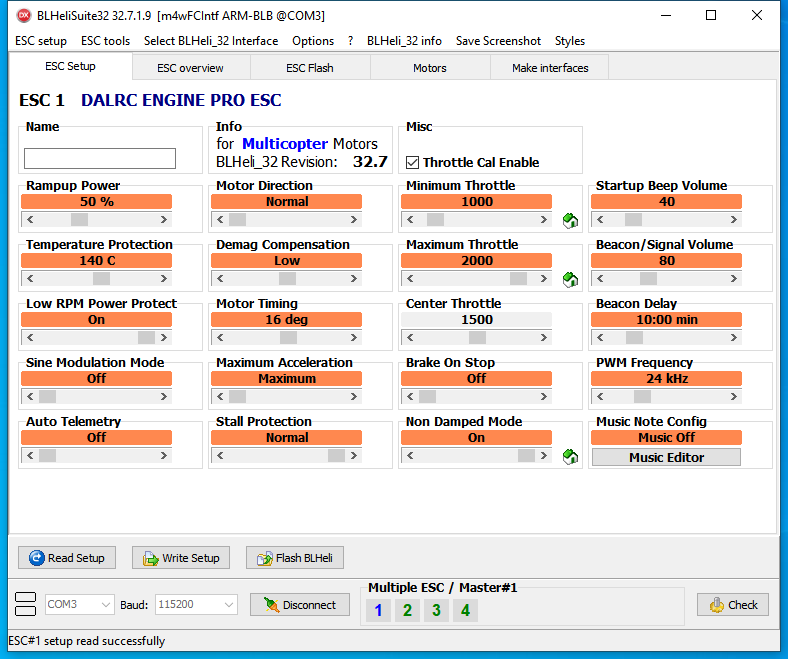 BLHeliSuite32 32.7.1.9 [m4wFCIntf ARM-BLB @COM3]
ESC setup ESC tools Select BLHeli_32 Interface Options ? BLHeli_32 info Save Screenshot Styles
ESC Setup ESC overview ESC Flash Motors Make interfaces
ESC 1 DALRC ENGINE PRO ESC
Name
Info
for Multicopter Motors
BLHeli_32 Revision: 32.7
Misc
Throttle Cal Enable
Rampup Power
50 %
Motor Direction
Normal
Minimum Throttle
1000
Startup Beep Volume
40
Temperature Protection
140 C
Demag Compensation
Low
Maximum Throttle
2000
Beacon/Signal Volume
80
Low RPM Power Protect
On
Motor Timing
16 deg
Center Throttle
1500
Beacon Delay
10:00 min
Sine Modulation Mode
Off
Maximum Acceleration
Maximum
Brake On Stop
Off
PWM Frequency
24 kHz
Auto Telemetry
Off
Stall Protection
Normal
Non Damped Mode
On
Music Note Config
Music Off
Music Editor
Read Setup Write Setup Flash BLHeli
COM3 Baud: 115200 Disconnect
Multiple ESC / Master#1
1 2 3 4
Check
ESC#1 setup read successfully